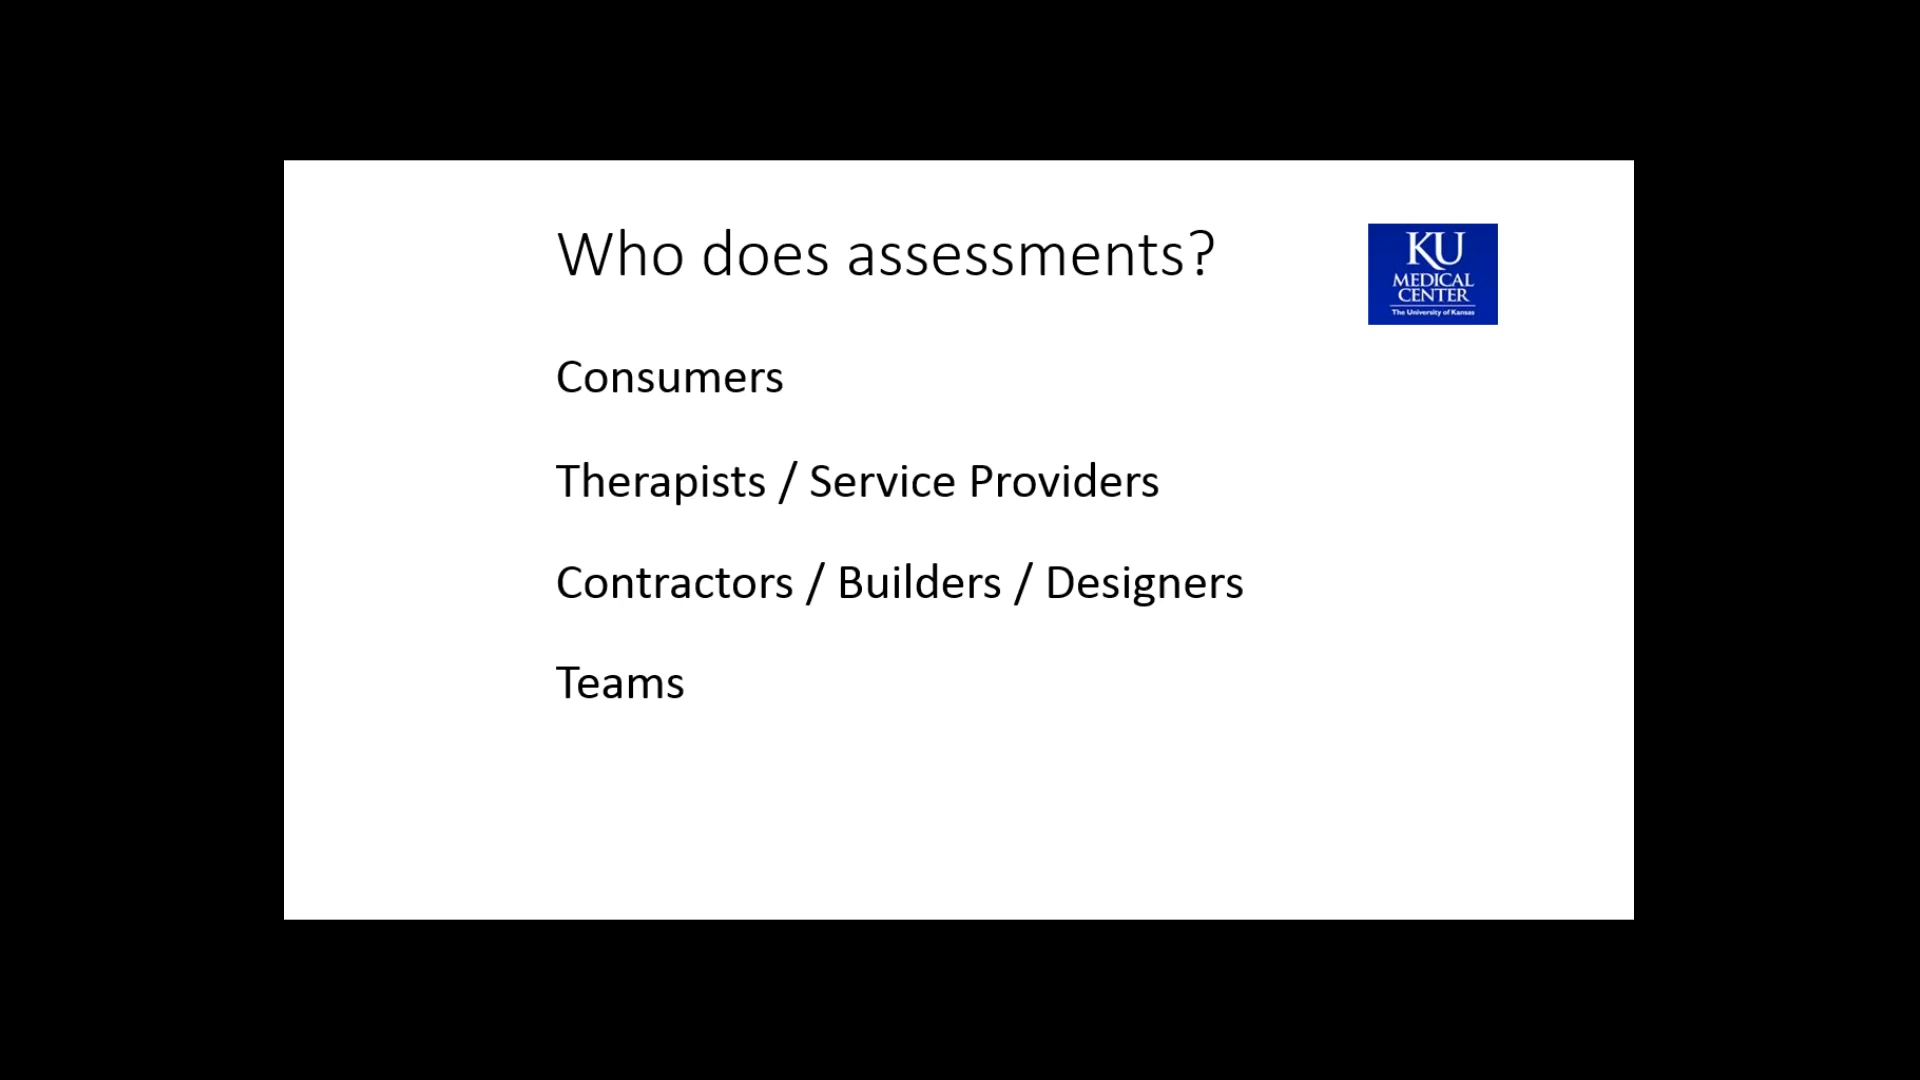 Who does assessments?
KU
MEDICAL
CENTER
The University of Kansas
Consumers
Therapists / Service Providers
Contractors / Builders / Designers
Teams